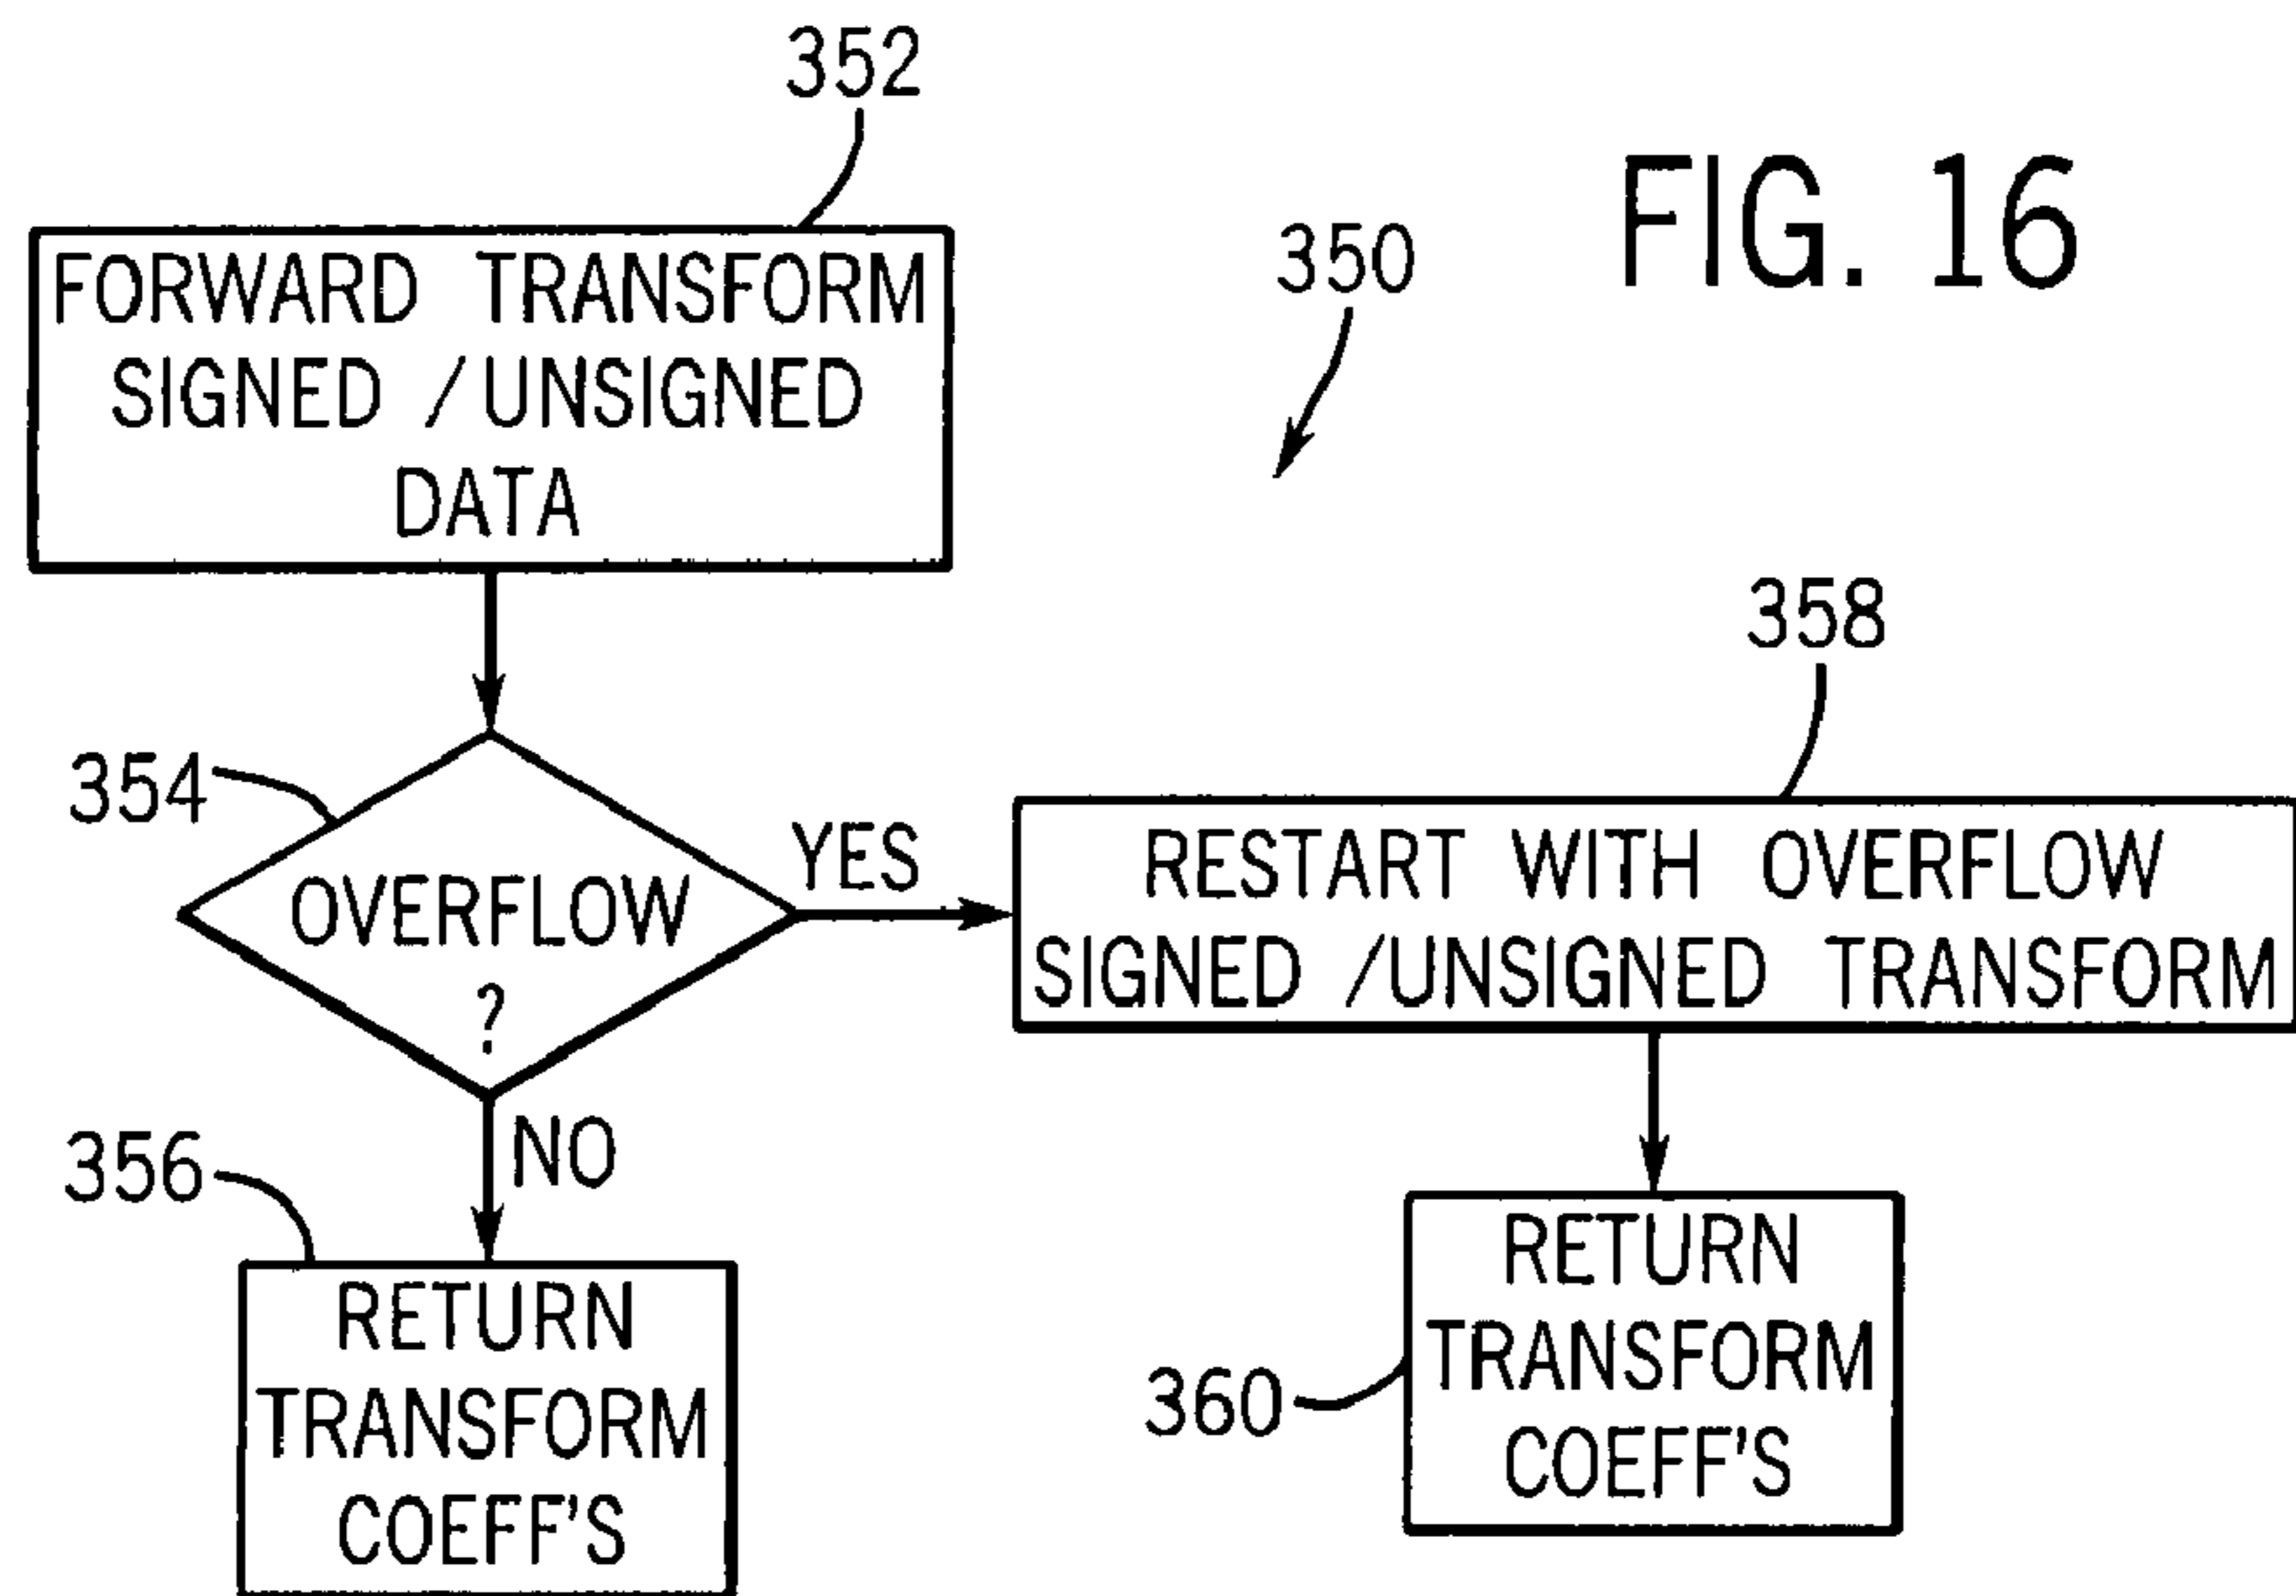 352
FIG. 16
350
FORWARD TRANSFORM
SIGNED / UNSIGNED
DATA
358
354
OVERFLOW
?
YES
RESTART WITH OVERFLOW
SIGNED / UNSIGNED TRANSFORM
NO
356
RETURN
TRANSFORM
COEFF'S
360
RETURN
TRANSFORM
COEFF'S